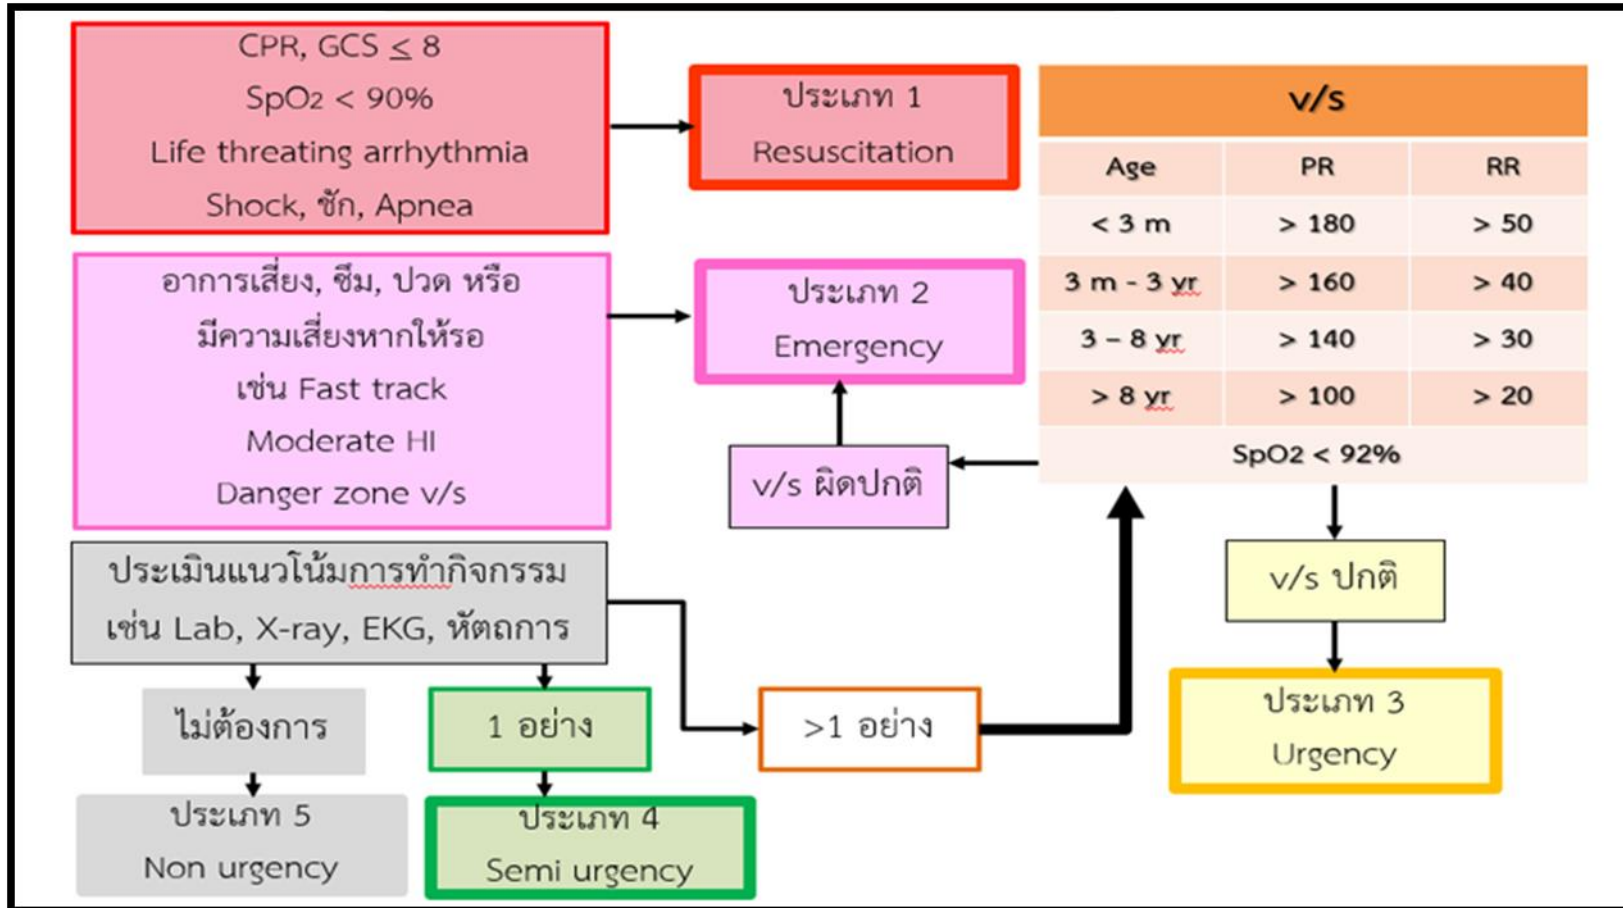 CPR, GCS ≤ 8
SpO2 < 90%
Life threating arrhythmia
Shock, ชัก, Apnea
ประเภท 1
Resuscitation
อาการเสี่ยง, ซึม, ปวด หรือ
มีความเสี่ยงหากให้รอ
เช่น Fast track
Moderate HI
Danger zone v/s
ประเภท 2
Emergency
v/s ผิดปกติ
v/s
Age PR RR
< 3 m > 180 > 50
3 m - 3 yr > 160 > 40
3 – 8 yr > 140 > 30
> 8 yr > 100 > 20
SpO2 < 92%
v/s ปกติ
ประเภท 3
Urgency
ประเมินแนวโน้มการทำกิจกรรม
เช่น Lab, X-ray, EKG, หัตถการ
ไม่ต้องการ
1 อย่าง
>1 อย่าง
ประเภท 5
Non urgency
ประเภท 4
Semi urgency